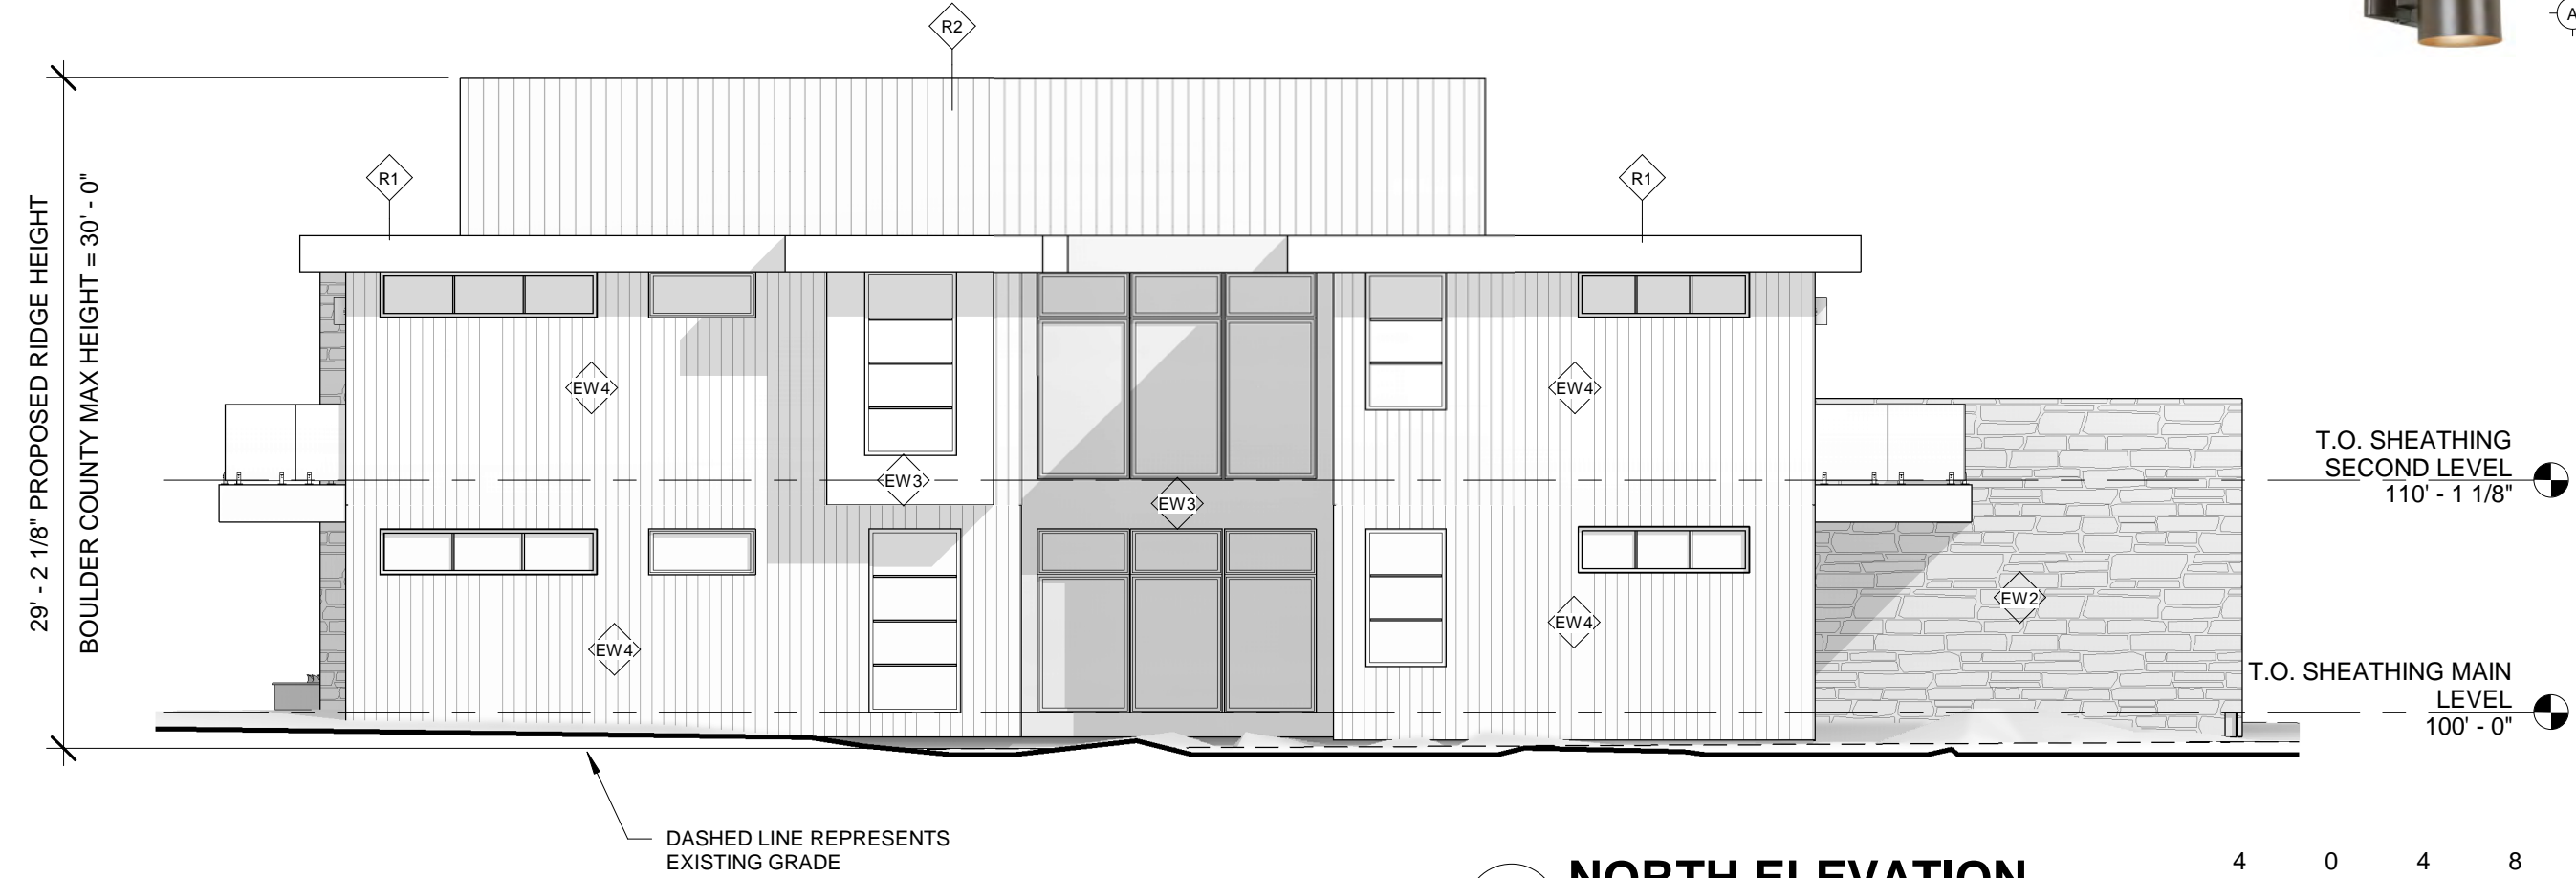 R2
A
R1
R1
29' - 2 1/8" PROPOSED RIDGE HEIGHT
BOULDER COUNTY MAX HEIGHT = 30' - 0"
EW4
EW4
EW3
EW3
T.O. SHEATHING
SECOND LEVEL
110' - 1 1/8"
EW4
EW4
EW2
T.O. SHEATHING MAIN
LEVEL
100' - 0"
DASHED LINE REPRESENTS
EXISTING GRADE
NORTH ELEVATION
4 0 4 8